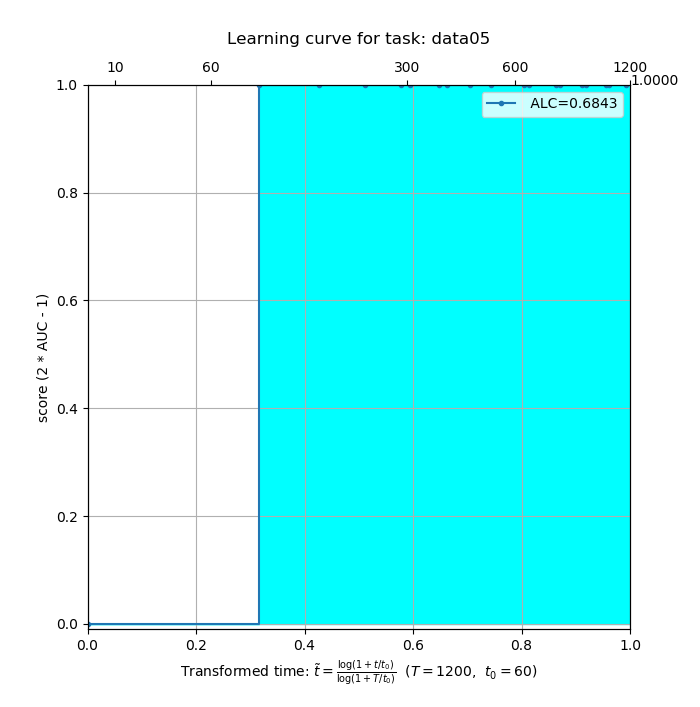 Learning curve for task: data05
10 60 300 600 1200
1.0000
ALC=0.6843
1.0
0.8
0.6
0.4
0.2
0.0
score (2 * AUC - 1)
0.0 0.2 0.4 0.6 0.8 1.0
Transformed time: t̃ = log(1 + t/t₀) / log(1 + T/t₀) (T = 1200, t₀ = 60)